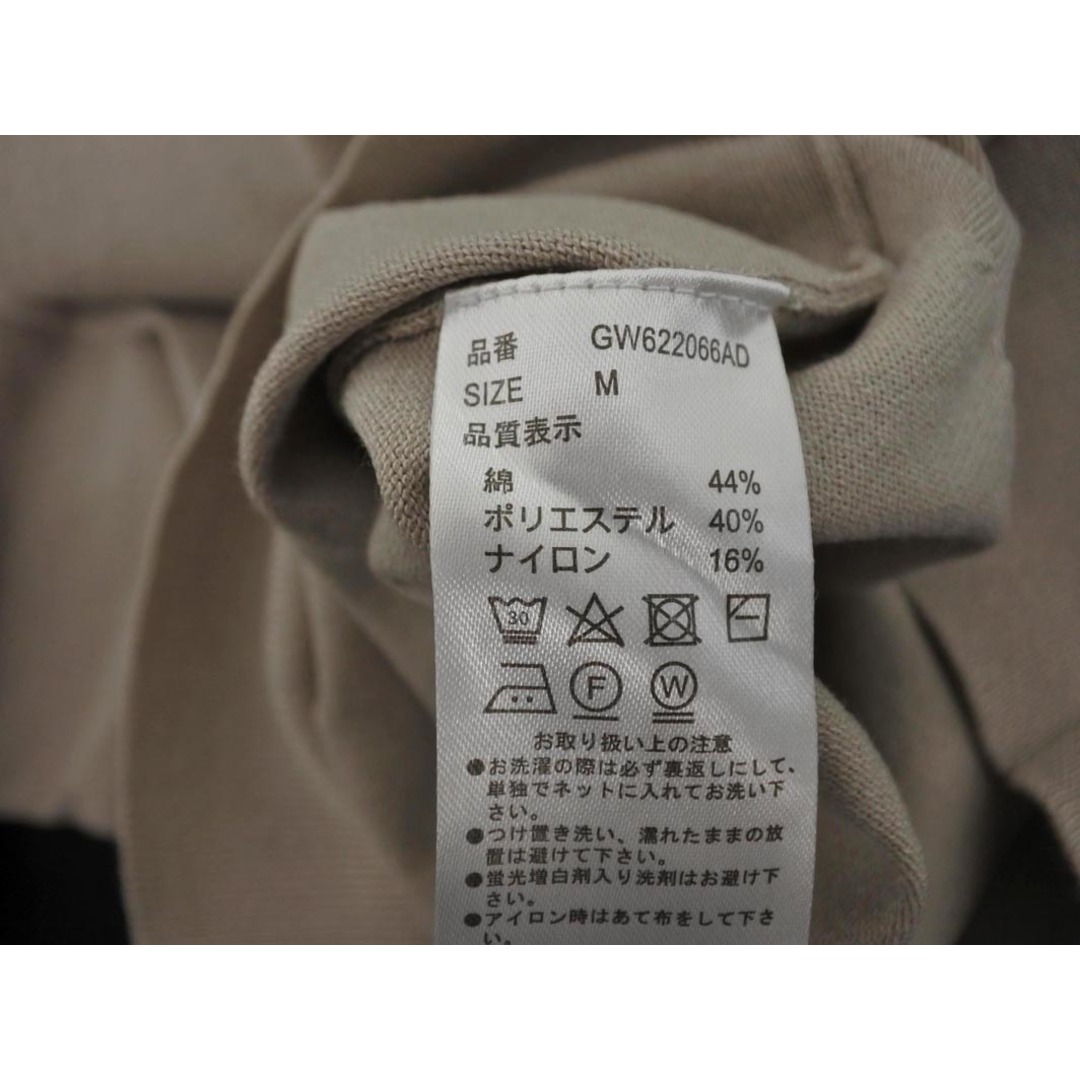 品番 GW622066AD
SIZE M
品質表示
綿 44%
ポリエステル 40%
ナイロン 16%
30
F W
お取り扱い上の注意
●お洗濯の際は必ず裏返しにして、
単独でネットに入れてお洗い下
さい。
●つけ置き洗い、濡れたままの放
置は避けて下さい。
●蛍光増白剤入り洗剤はお避け下
さい。
●アイロン時はあて布をして下さ
い。